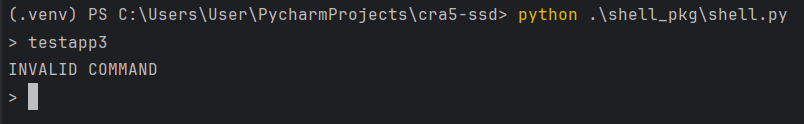 (.venv) PS C:\Users\User\PycharmProjects\cra5-ssd> python .\shell_pkg\shell.py
> testapp3
INVALID COMMAND
>